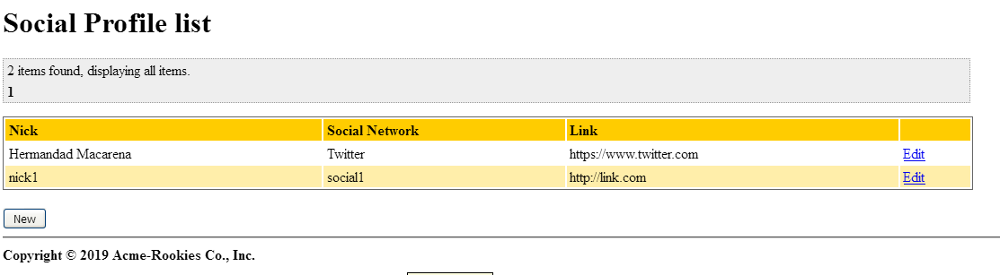 Social Profile list
2 items found, displaying all items.
1
Nick Social Network Link
Hermandad Macarena Twitter https://www.twitter.com Edit
nick1 social1 http://link.com Edit
New
Copyright © 2019 Acme-Rookies Co., Inc.